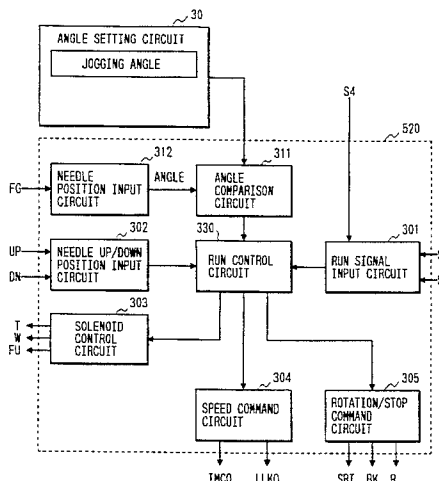 30
ANGLE SETTING CIRCUIT
JOGGING ANGLE
S4
520
312
311
FG
NEEDLE
POSITION INPUT
CIRCUIT
ANGLE
ANGLE
COMPARISON
CIRCUIT
302
330
301
UP
DN
NEEDLE UP/DOWN
POSITION INPUT
CIRCUIT
RUN CONTROL
CIRCUIT
RUN SIGNAL
INPUT CIRCUIT
303
T
W
FU
SOLENOID
CONTROL
CIRCUIT
304
305
SPEED COMMAND
CIRCUIT
ROTATION/STOP
COMMAND
CIRCUIT